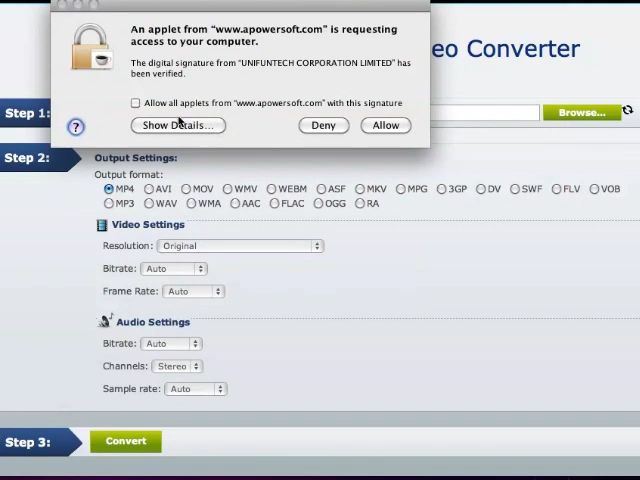 An applet from "www.apowersoft.com" is requesting
access to your computer.
The digital signature from "UNIFUNTECH CORPORATION LIMITED" has
been verified.
Allow all applets from "www.apowersoft.com" with this signature
? Show Details... Deny Allow
eo Converter
Step 1: Browse...
Step 2: Output Settings:
Output format:
MP4 AVI MOV WMV WEBM ASF MKV MPG 3GP DV SWF FLV VOB
MP3 WAV WMA AAC FLAC OGG RA
Video Settings
Resolution: Original
Bitrate: Auto
Frame Rate: Auto
Audio Settings
Bitrate: Auto
Channels: Stereo
Sample rate: Auto
Step 3: Convert